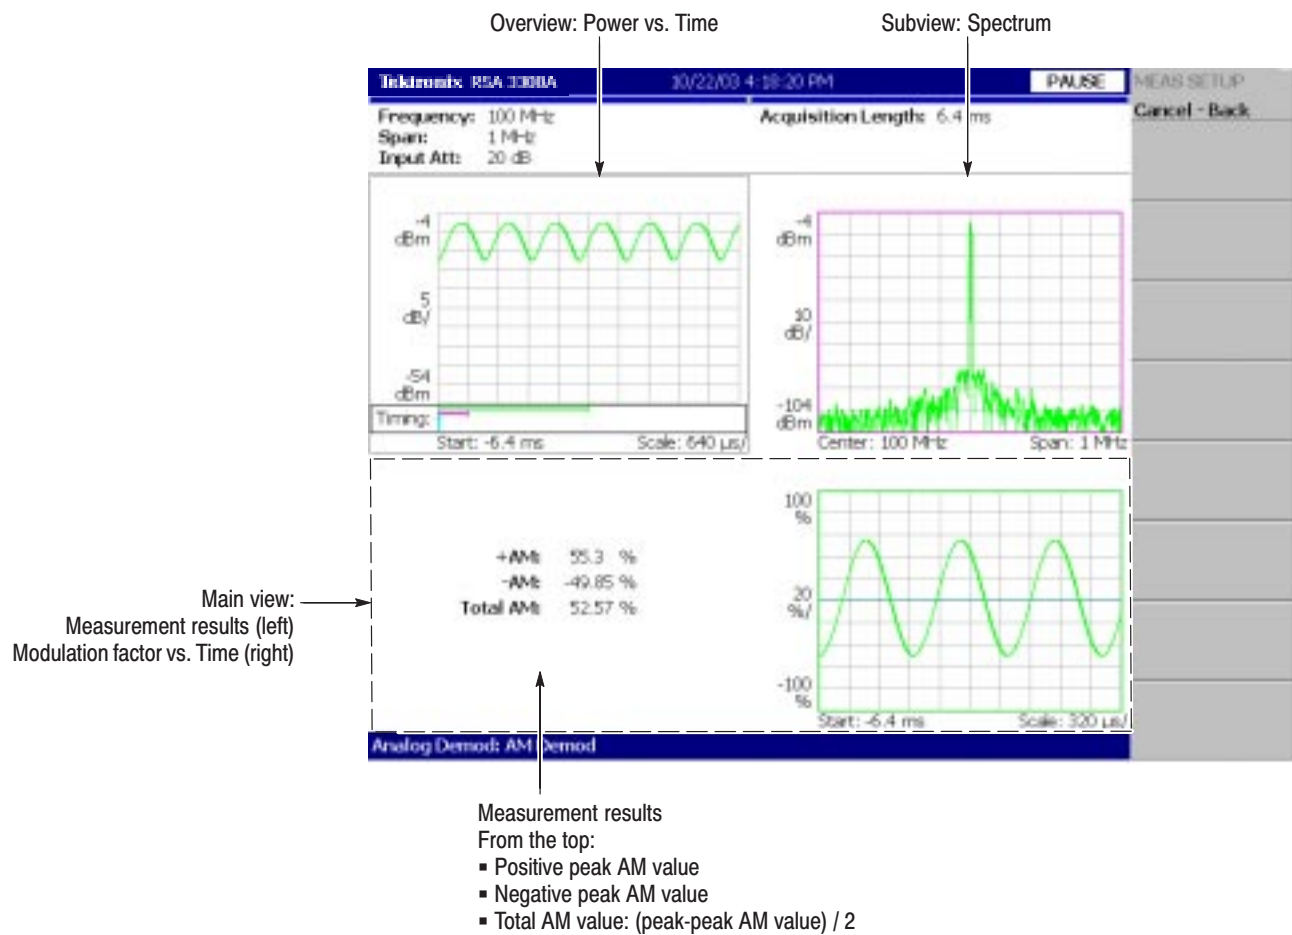 Overview: Power vs. Time
Subview: Spectrum
Tektronix RSA 3308A 10/22/03 4:18:20 PM PAUSE
MEAS SETUP
Cancel - Back
Frequency: 100 MHz
Span: 1 MHz
Input Att: 20 dB
Acquisition Length: 6.4 ms
-4
dBm
5
dB/
-54
dBm
Timing:
Start: -6.4 ms Scale: 640 µs/
-4
dBm
10
dB/
-104
dBm
Center: 100 MHz Span: 1 MHz
+AM: 55.3 %
-AM: -49.85 %
Total AM: 52.57 %
100
%
20
%/
-100
%
Start: -6.4 ms Scale: 320 µs/
Main view:
Measurement results (left)
Modulation factor vs. Time (right)
Analog Demod: AM Demod
Measurement results
From the top:
▪ Positive peak AM value
▪ Negative peak AM value
▪ Total AM value: (peak-peak AM value) / 2